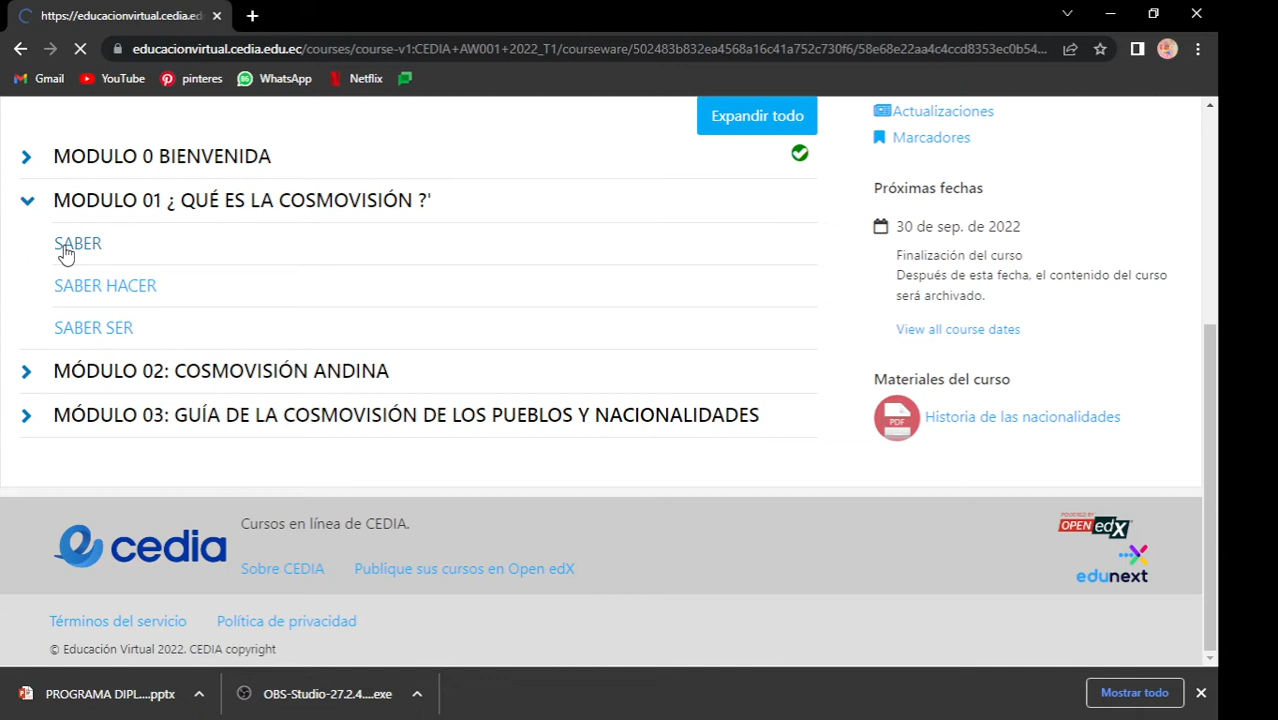 https://educacionvirtual.cedia.ed
educacionvirtual.cedia.edu.ec/courses/course-v1:CEDIA+AW001+2022_T1/courseware/502483b832ea4568a16c41a752c730f6/58e68e22aa4c4ccd8353ec0b54...
Gmail
YouTube
pinteres
WhatsApp
Netflix
Expandir todo
Actualizaciones
Marcadores
MODULO 0 BIENVENIDA
MODULO 01 ¿ QUÉ ES LA COSMOVISIÓN ?'
SABER
SABER HACER
SABER SER
MÓDULO 02: COSMOVISIÓN ANDINA
MÓDULO 03: GUÍA DE LA COSMOVISIÓN DE LOS PUEBLOS Y NACIONALIDADES
Próximas fechas
30 de sep. de 2022
Finalización del curso
Después de esta fecha, el contenido del curso
será archivado.
View all course dates
Materiales del curso
PDF
Historia de las nacionalidades
cedia
Cursos en línea de CEDIA.
Sobre CEDIA
Publique sus cursos en Open edX
POWERED BY
OPEN edX
edunext
Términos del servicio
Política de privacidad
© Educación Virtual 2022. CEDIA copyright
PROGRAMA DIPL....pptx
OBS-Studio-27.2.4....exe
Mostrar todo